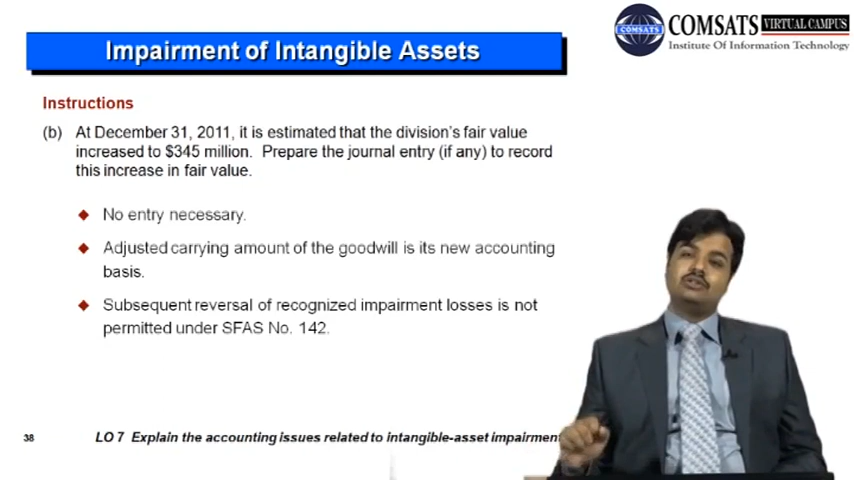 Impairment of Intangible Assets
COMSATS VIRTUAL CAMPUS
Institute Of Information Technology
COMSATS
Instructions
(b) At December 31, 2011, it is estimated that the division's fair value
increased to $345 million. Prepare the journal entry (if any) to record
this increase in fair value.
No entry necessary.
Adjusted carrying amount of the goodwill is its new accounting
basis.
Subsequent reversal of recognized impairment losses is not
permitted under SFAS No. 142.
38
LO 7 Explain the accounting issues related to intangible-asset impairment